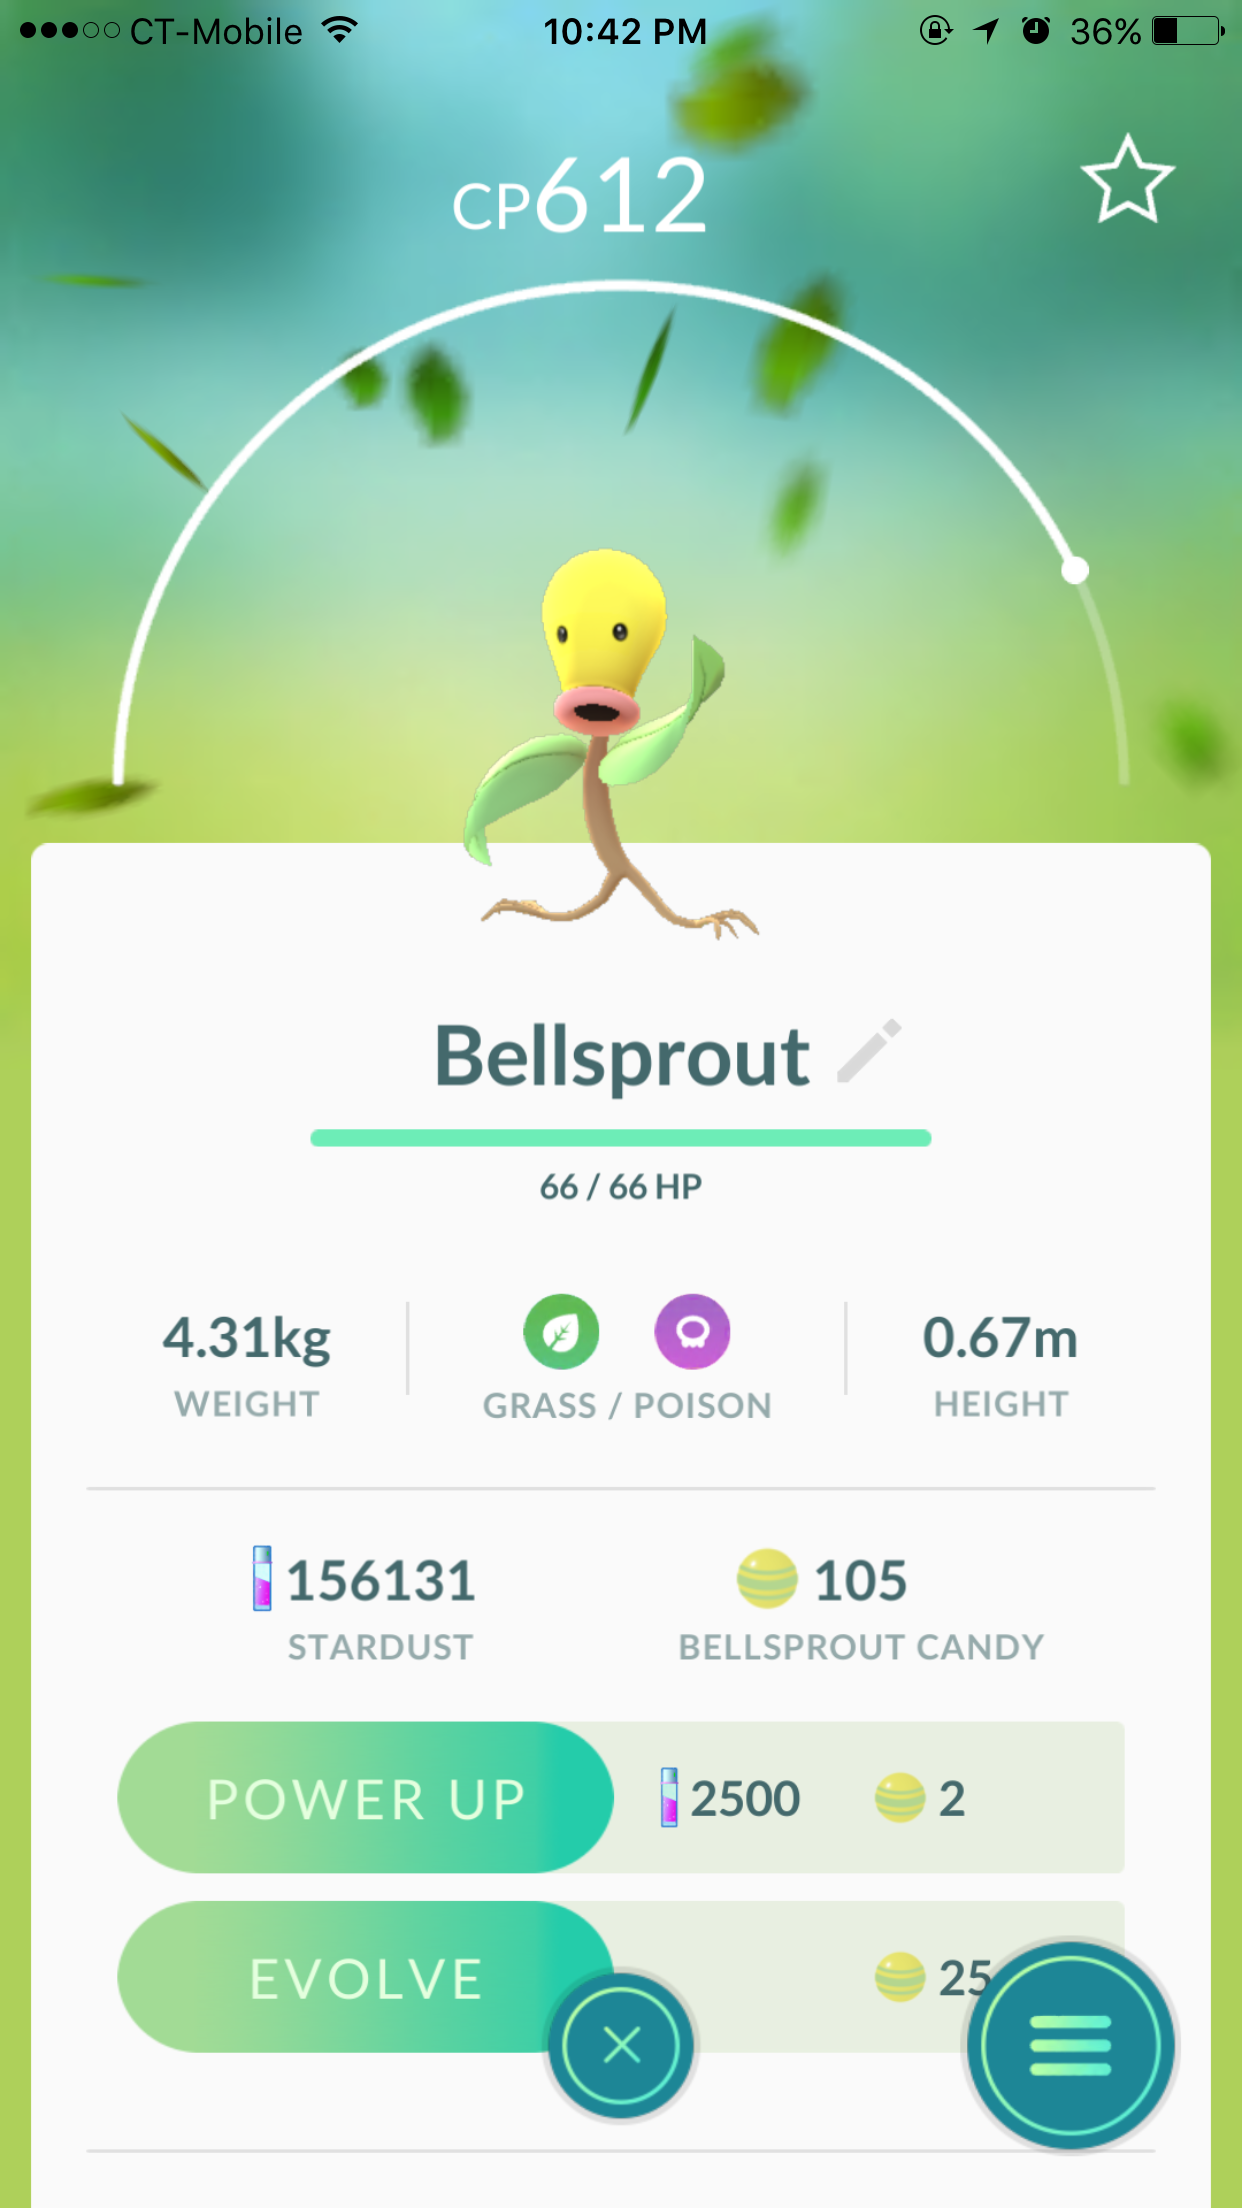 CT-Mobile 10:42 PM 36%
CP612
Bellsprout
66 / 66 HP
4.31kg 0.67m
WEIGHT GRASS / POISON HEIGHT
156131 105
STARDUST BELLSPROUT CANDY
POWER UP 2500 2
EVOLVE 25